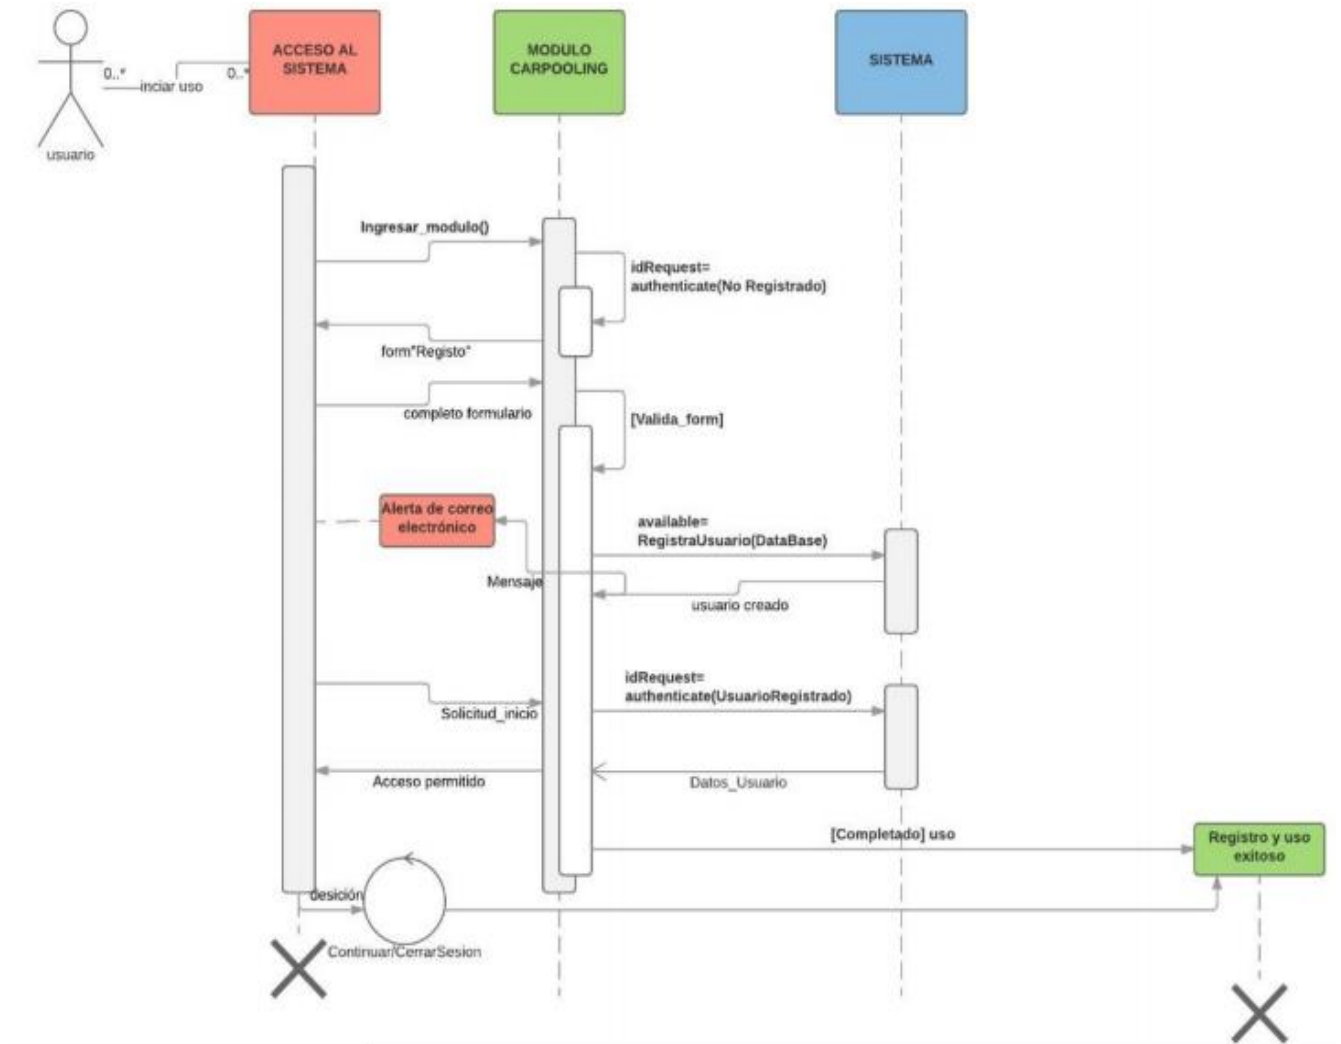 ACCESO AL
SISTEMA
MODULO
CARPOOLING
SISTEMA
0..*
inciar uso
0..*
usuario
Ingresar_modulo()
idRequest=
authenticate(No Registrado)
form"Registo"
completo formulario
[Valida_form]
Alerta de correo
electrónico
available=
RegistraUsuario(DataBase)
Mensaje
usuario creado
idRequest=
authenticate(UsuarioRegistrado)
Solicitud_inicio
Acceso permitido
Datos_Usuario
[Completado] uso
Registro y uso
exitoso
desición
Continuar/CerrarSesion